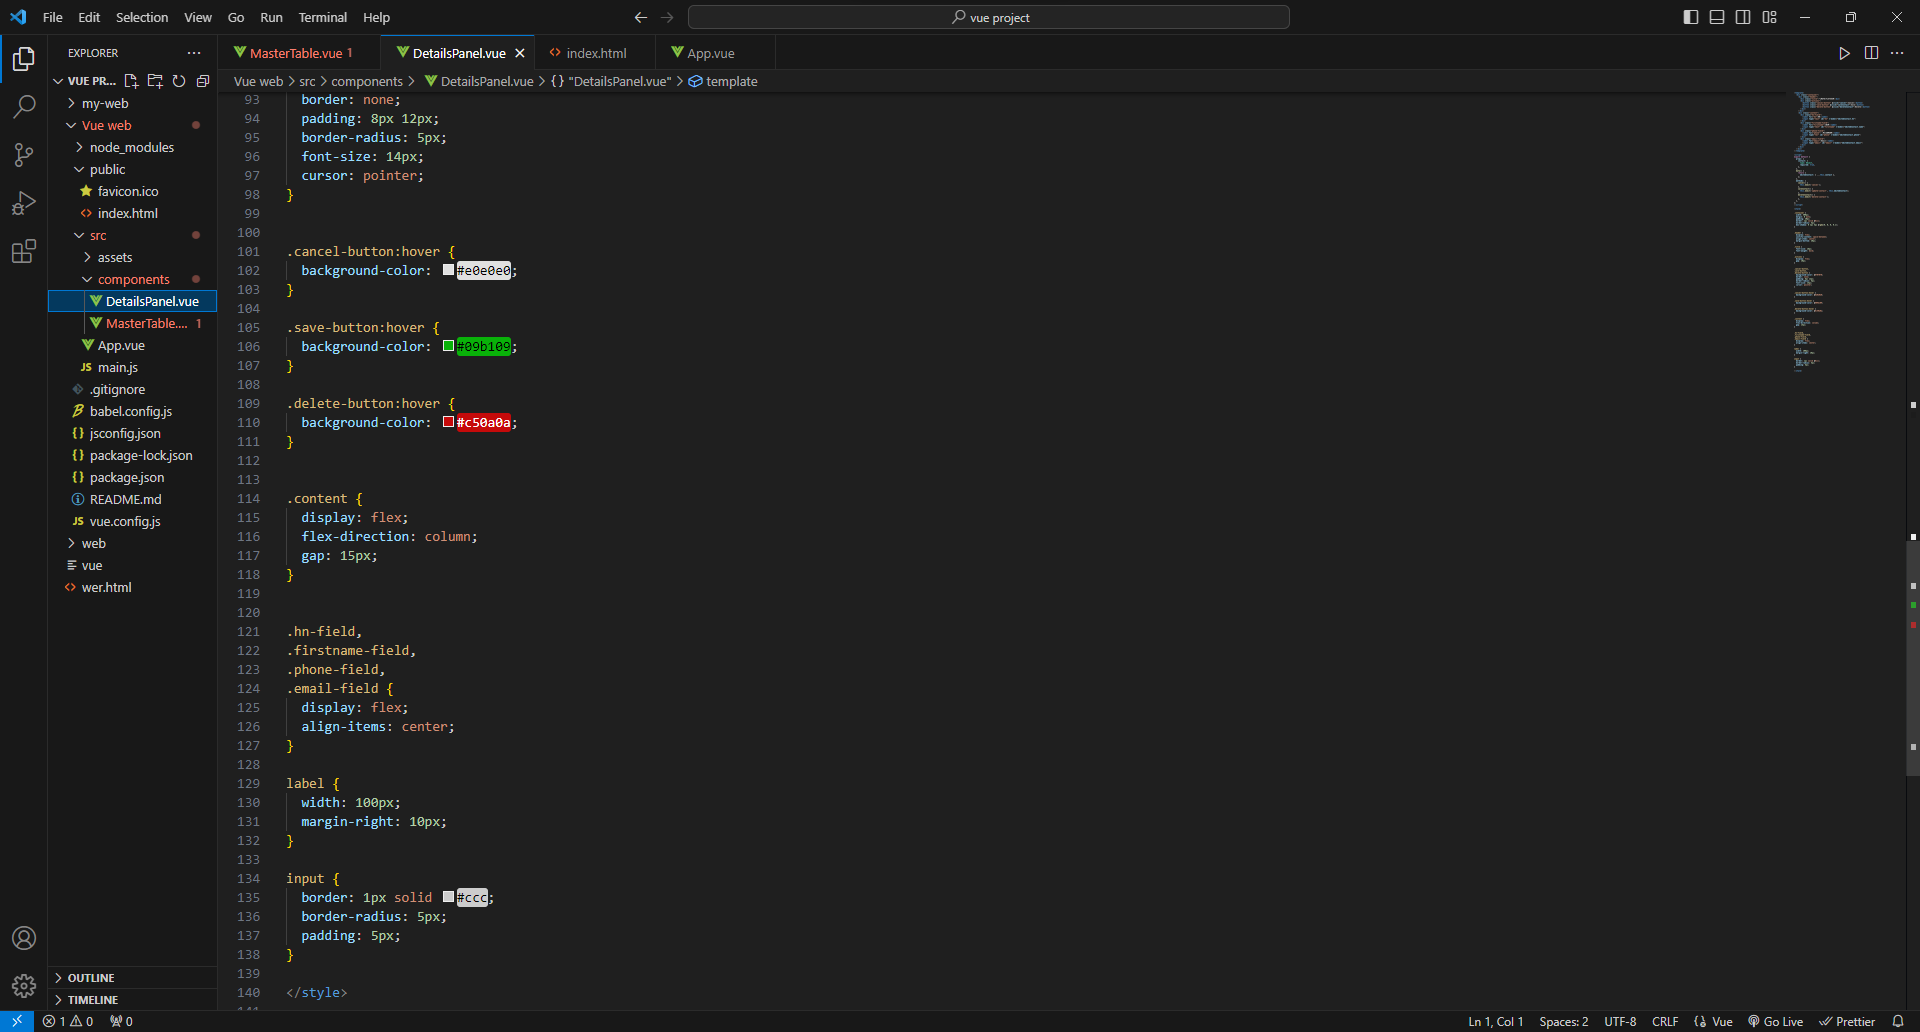 File Edit Selection View Go Run Terminal Help
vue project
EXPLORER
VUE PR...
my-web
Vue web
node_modules
public
favicon.ico
index.html
src
assets
components
DetailsPanel.vue
MasterTable.... 1
App.vue
JS main.js
.gitignore
babel.config.js
jsconfig.json
package-lock.json
package.json
README.md
JS vue.config.js
web
vue
wer.html
OUTLINE
TIMELINE
MasterTable.vue 1 DetailsPanel.vue index.html App.vue
Vue web > src > components > DetailsPanel.vue > {} "DetailsPanel.vue" > template
93 border: none;
94 padding: 8px 12px;
95 border-radius: 5px;
96 font-size: 14px;
97 cursor: pointer;
98 }
99
100
101 .cancel-button:hover {
102 background-color: #e0e0e0;
103 }
104
105 .save-button:hover {
106 background-color: #09b109;
107 }
108
109 .delete-button:hover {
110 background-color: #c50a0a;
111 }
112
113
114 .content {
115 display: flex;
116 flex-direction: column;
117 gap: 15px;
118 }
119
120
121 .hn-field,
122 .firstname-field,
123 .phone-field,
124 .email-field {
125 display: flex;
126 align-items: center;
127 }
128
129 label {
130 width: 100px;
131 margin-right: 10px;
132 }
133
134 input {
135 border: 1px solid #ccc;
136 border-radius: 5px;
137 padding: 5px;
138 }
139
140 </style>
1 0 0 Ln 1, Col 1 Spaces: 2 UTF-8 CRLF {} Vue Go Live Prettier